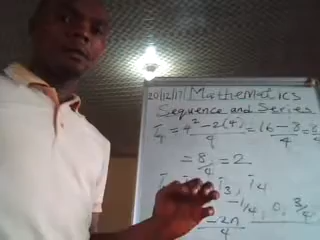 20/12/17 Mathematics
Sequence and Series
T4 = 4² - 2(4) / 4 = 16 - 8 / 4 = 8/
= 8/4 = 2
T3, T4
-1/4, 0, 3/4
-2n / 4